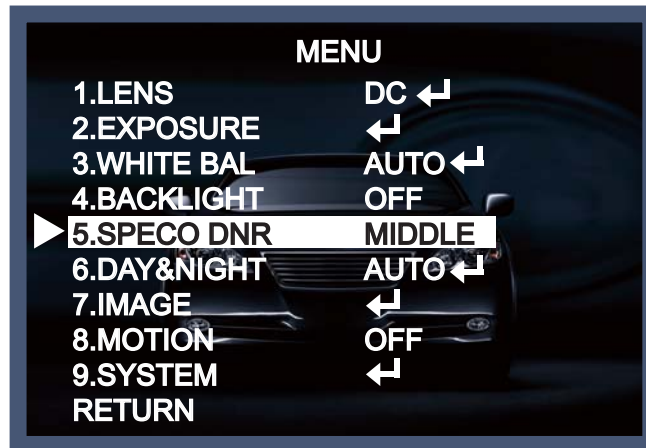 MENU
1.LENS DC ↵
2.EXPOSURE ↵
3.WHITE BAL AUTO ↵
4.BACKLIGHT OFF
5.SPECO DNR MIDDLE
6.DAY&NIGHT AUTO ↵
7.IMAGE ↵
8.MOTION OFF
9.SYSTEM ↵
RETURN